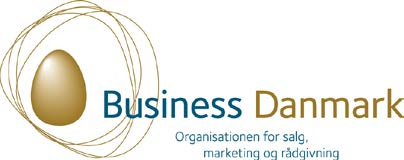 Business Danmark
Organisationen for salg,
marketing og rådgivning